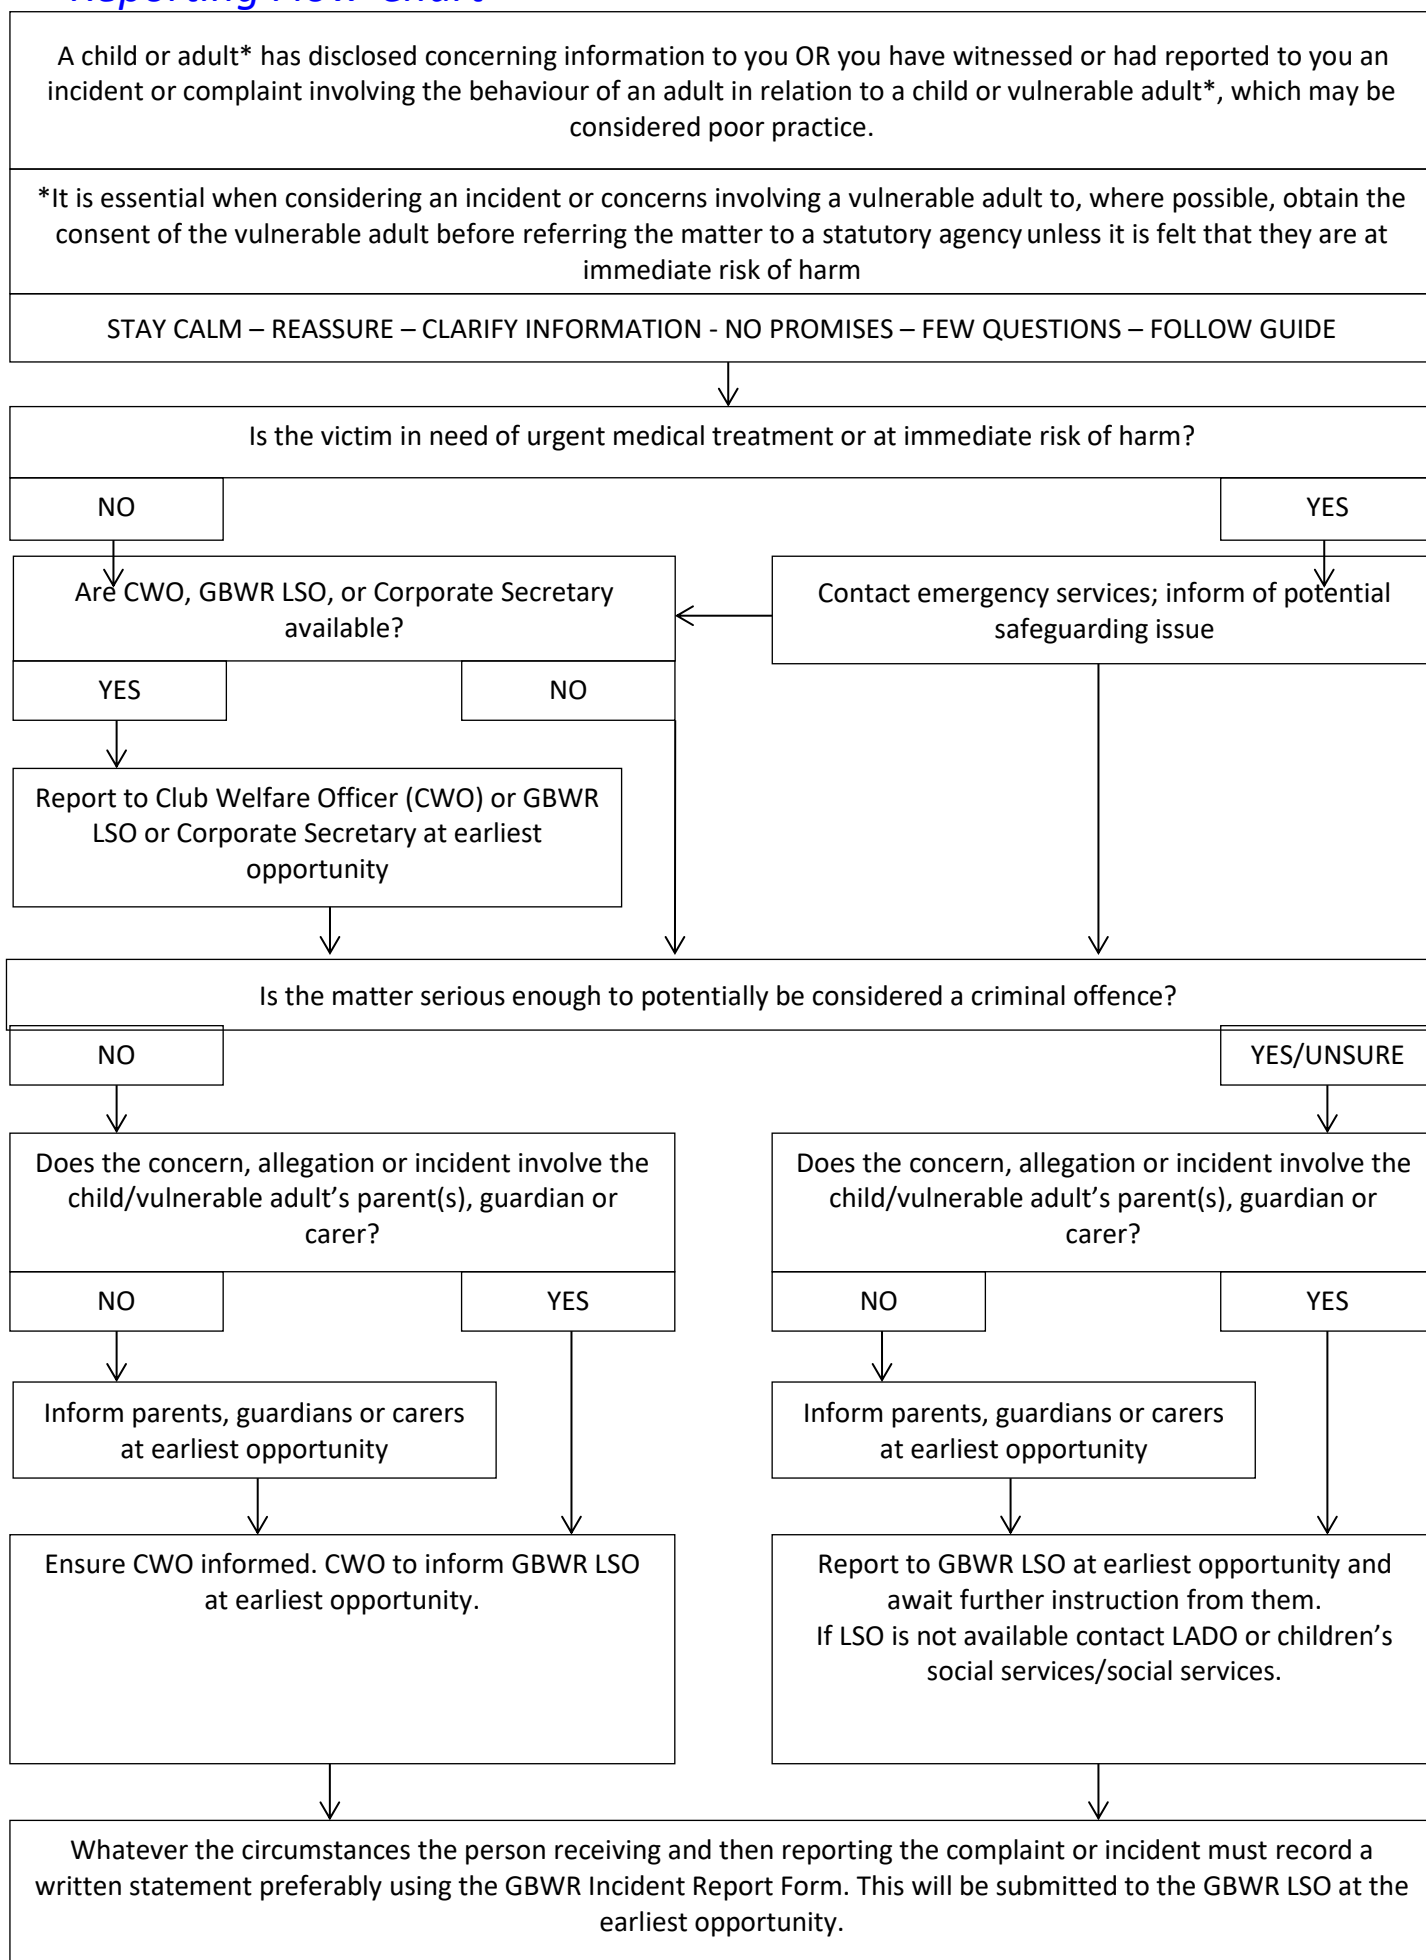 Reporting Flow Chart
A child or adult* has disclosed concerning information to you OR you have witnessed or had reported to you an
incident or complaint involving the behaviour of an adult in relation to a child or vulnerable adult*, which may be
considered poor practice.
*It is essential when considering an incident or concerns involving a vulnerable adult to, where possible, obtain the
consent of the vulnerable adult before referring the matter to a statutory agency unless it is felt that they are at
immediate risk of harm
STAY CALM – REASSURE – CLARIFY INFORMATION - NO PROMISES – FEW QUESTIONS – FOLLOW GUIDE
Is the victim in need of urgent medical treatment or at immediate risk of harm?
NO
YES
Are CWO, GBWR LSO, or Corporate Secretary
available?
Contact emergency services; inform of potential
safeguarding issue
YES
NO
Report to Club Welfare Officer (CWO) or GBWR
LSO or Corporate Secretary at earliest
opportunity
Is the matter serious enough to potentially be considered a criminal offence?
NO
YES/UNSURE
Does the concern, allegation or incident involve the
child/vulnerable adult’s parent(s), guardian or
carer?
Does the concern, allegation or incident involve the
child/vulnerable adult’s parent(s), guardian or
carer?
NO
YES
NO
YES
Inform parents, guardians or carers
at earliest opportunity
Inform parents, guardians or carers
at earliest opportunity
Ensure CWO informed. CWO to inform GBWR LSO
at earliest opportunity.
Report to GBWR LSO at earliest opportunity and
await further instruction from them.
If LSO is not available contact LADO or children’s
social services/social services.
Whatever the circumstances the person receiving and then reporting the complaint or incident must record a
written statement preferably using the GBWR Incident Report Form. This will be submitted to the GBWR LSO at the
earliest opportunity.